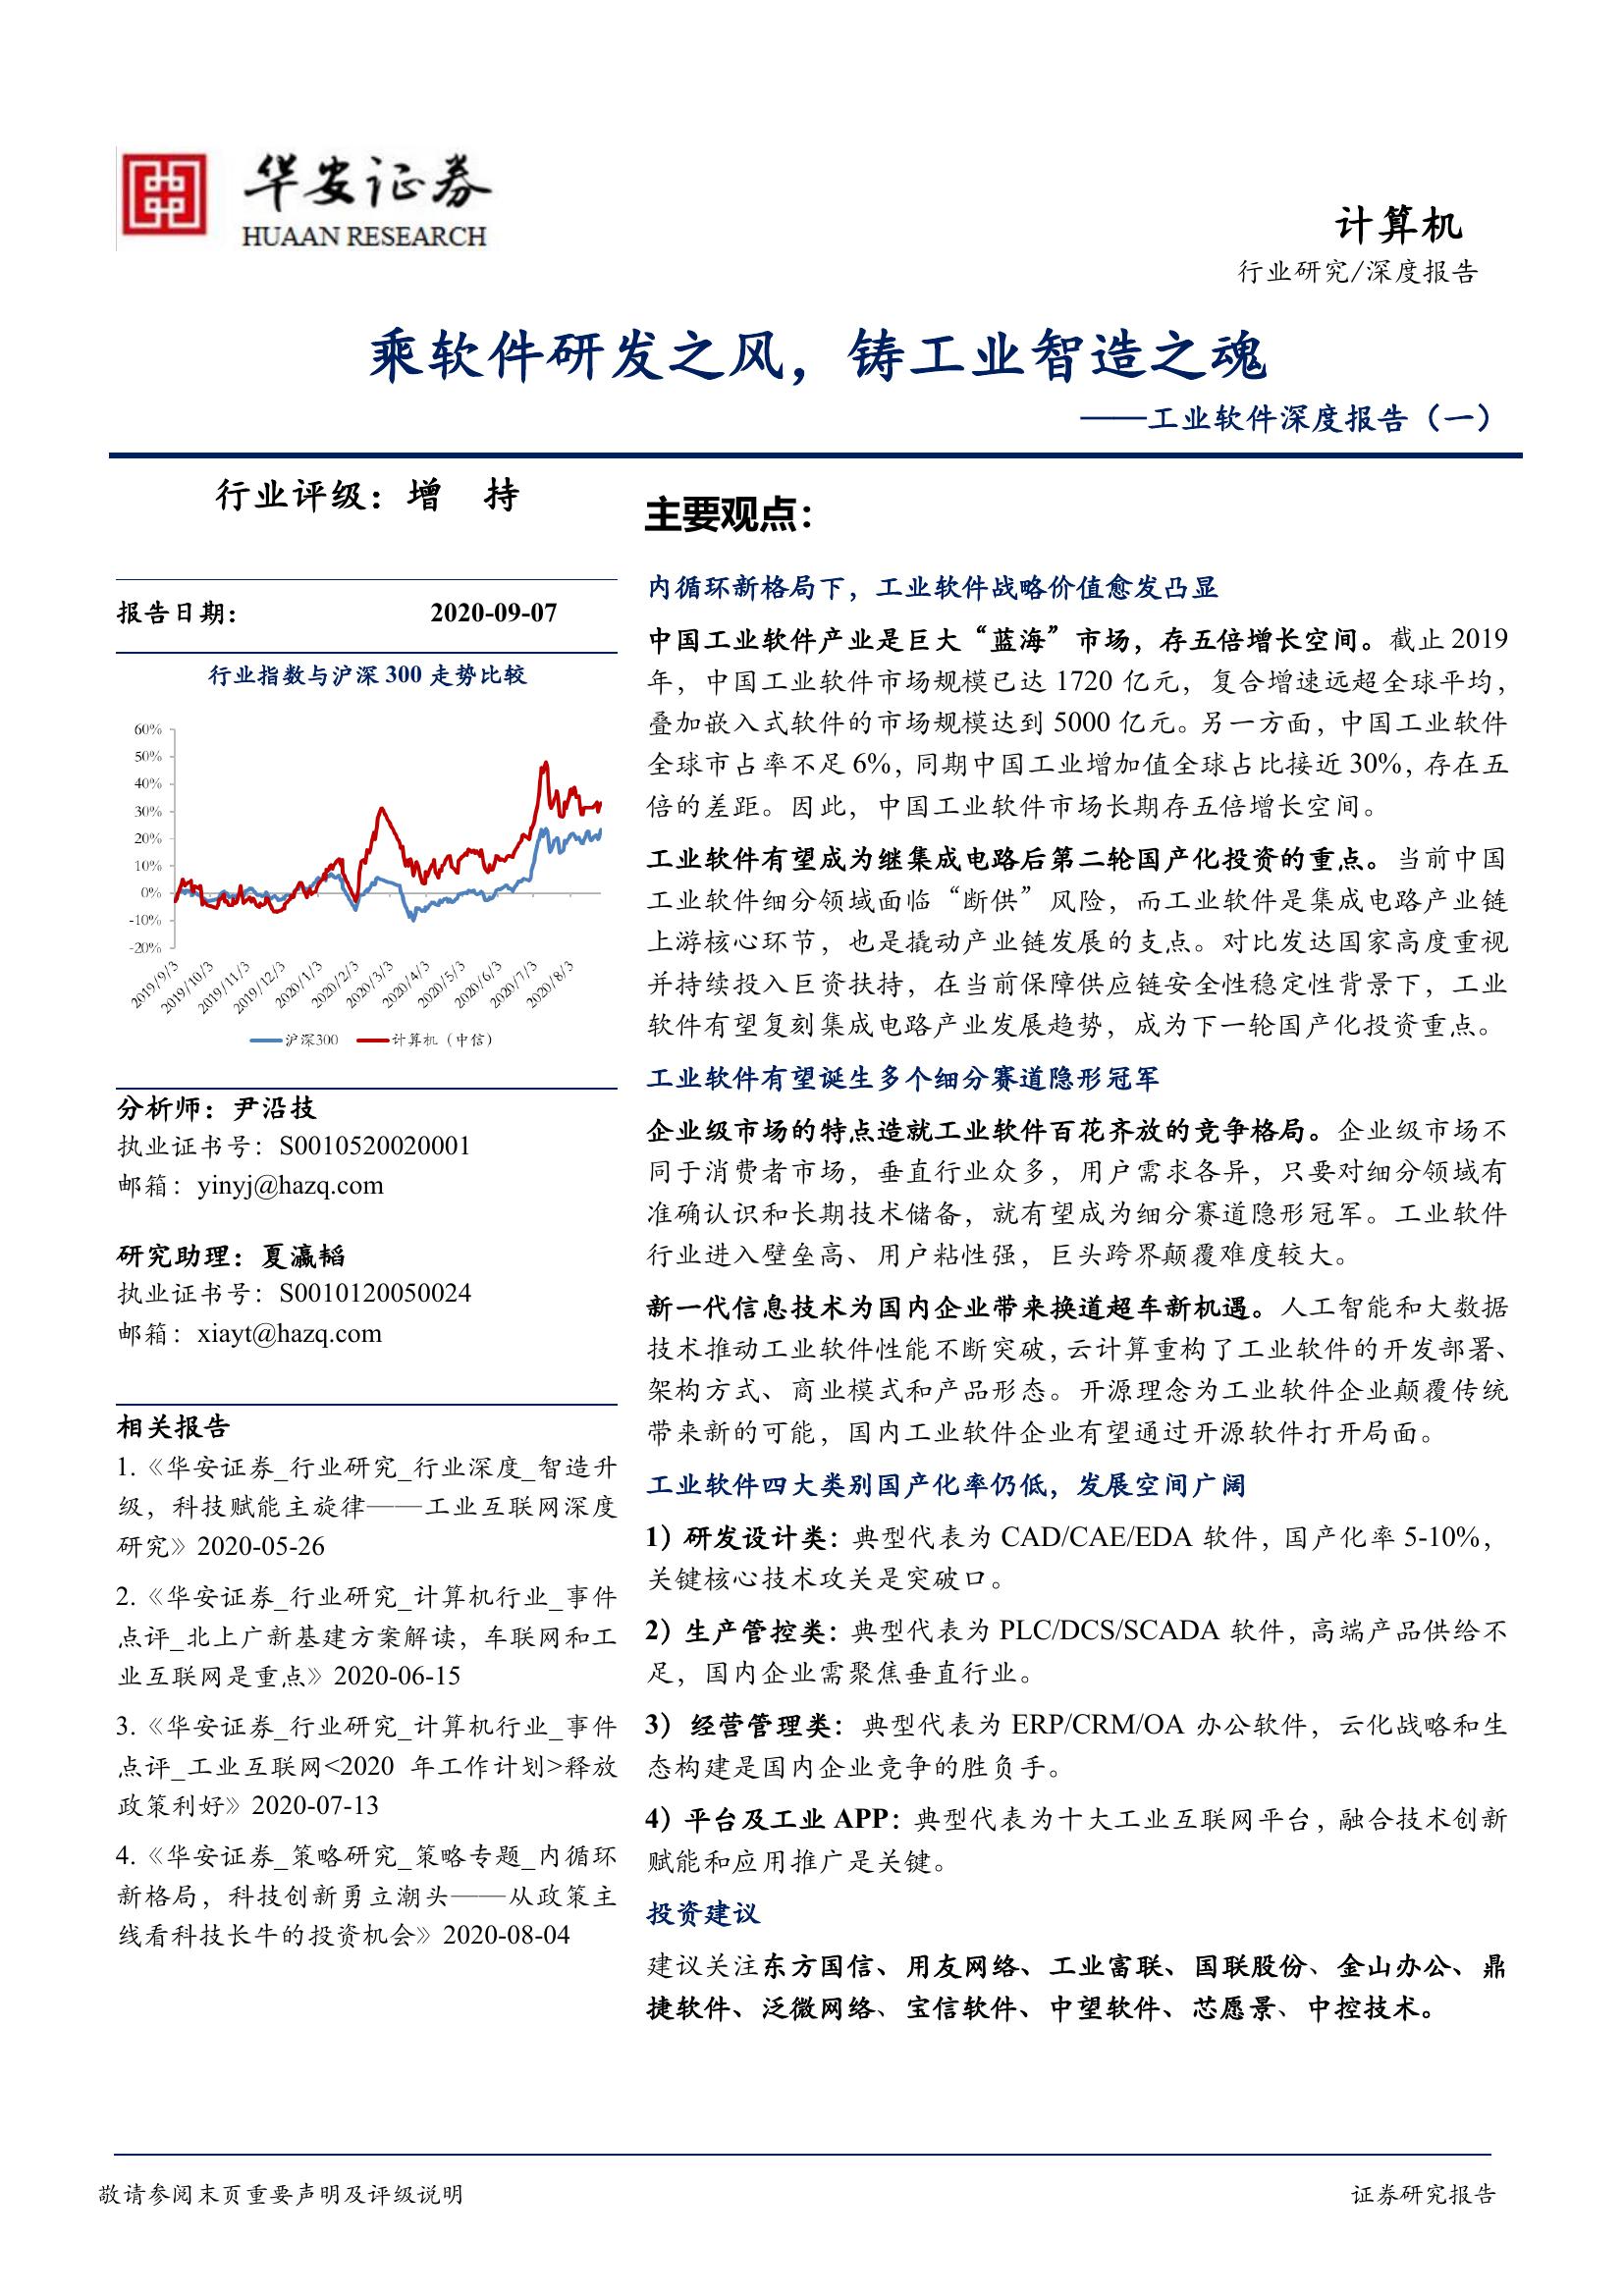 华安证券
HUAAN RESEARCH
计算机
行业研究/深度报告
乘软件研发之风，铸工业智造之魂
——工业软件深度报告（一）
行业评级：增 持
报告日期： 2020-09-07
行业指数与沪深 300 走势比较
60%
50%
40%
30%
20%
10%
0%
-10%
-20%
2019/9/3
2019/10/3
2019/11/3
2019/12/3
2020/1/3
2020/2/3
2020/3/3
2020/4/3
2020/5/3
2020/6/3
2020/7/3
2020/8/3
沪深300 计算机（中信）
分析师：尹沿技
执业证书号：S0010520020001
邮箱：yinyj@hazq.com
研究助理：夏瀛韬
执业证书号：S0010120050024
邮箱：xiayt@hazq.com
相关报告
1.《华安证券_行业研究_行业深度_智造升
级，科技赋能主旋律——工业互联网深度
研究》2020-05-26
2.《华安证券_行业研究_计算机行业_事件
点评_北上广新基建方案解读，车联网和工
业互联网是重点》2020-06-15
3.《华安证券_行业研究_计算机行业_事件
点评_工业互联网<2020 年工作计划>释放
政策利好》2020-07-13
4.《华安证券_策略研究_策略专题_内循环
新格局，科技创新勇立潮头——从政策主
线看科技长牛的投资机会》2020-08-04
主要观点：
内循环新格局下，工业软件战略价值愈发凸显
中国工业软件产业是巨大“蓝海”市场，存五倍增长空间。截止 2019
年，中国工业软件市场规模已达 1720 亿元，复合增速远超全球平均，
叠加嵌入式软件的市场规模达到 5000 亿元。另一方面，中国工业软件
全球市占率不足 6%，同期中国工业增加值全球占比接近 30%，存在五
倍的差距。因此，中国工业软件市场长期存五倍增长空间。
工业软件有望成为继集成电路后第二轮国产化投资的重点。当前中国
工业软件细分领域面临“断供”风险，而工业软件是集成电路产业链
上游核心环节，也是撬动产业链发展的支点。对比发达国家高度重视
并持续投入巨资扶持，在当前保障供应链安全性稳定性背景下，工业
软件有望复刻集成电路产业发展趋势，成为下一轮国产化投资重点。
工业软件有望诞生多个细分赛道隐形冠军
企业级市场的特点造就工业软件百花齐放的竞争格局。企业级市场不
同于消费者市场，垂直行业众多，用户需求各异，只要对细分领域有
准确认识和长期技术储备，就有望成为细分赛道隐形冠军。工业软件
行业进入壁垒高、用户粘性强，巨头跨界颠覆难度较大。
新一代信息技术为国内企业带来换道超车新机遇。人工智能和大数据
技术推动工业软件性能不断突破，云计算重构了工业软件的开发部署、
架构方式、商业模式和产品形态。开源理念为工业软件企业颠覆传统
带来新的可能，国内工业软件企业有望通过开源软件打开局面。
工业软件四大类别国产化率仍低，发展空间广阔
1）研发设计类：典型代表为 CAD/CAE/EDA 软件，国产化率 5-10%，
关键核心技术攻关是突破口。
2）生产管控类：典型代表为 PLC/DCS/SCADA 软件，高端产品供给不
足，国内企业需聚焦垂直行业。
3）经营管理类：典型代表为 ERP/CRM/OA 办公软件，云化战略和生
态构建是国内企业竞争的胜负手。
4）平台及工业 APP：典型代表为十大工业互联网平台，融合技术创新
赋能和应用推广是关键。
投资建议
建议关注东方国信、用友网络、工业富联、国联股份、金山办公、鼎
捷软件、泛微网络、宝信软件、中望软件、芯愿景、中控技术。
敬请参阅末页重要声明及评级说明 证券研究报告